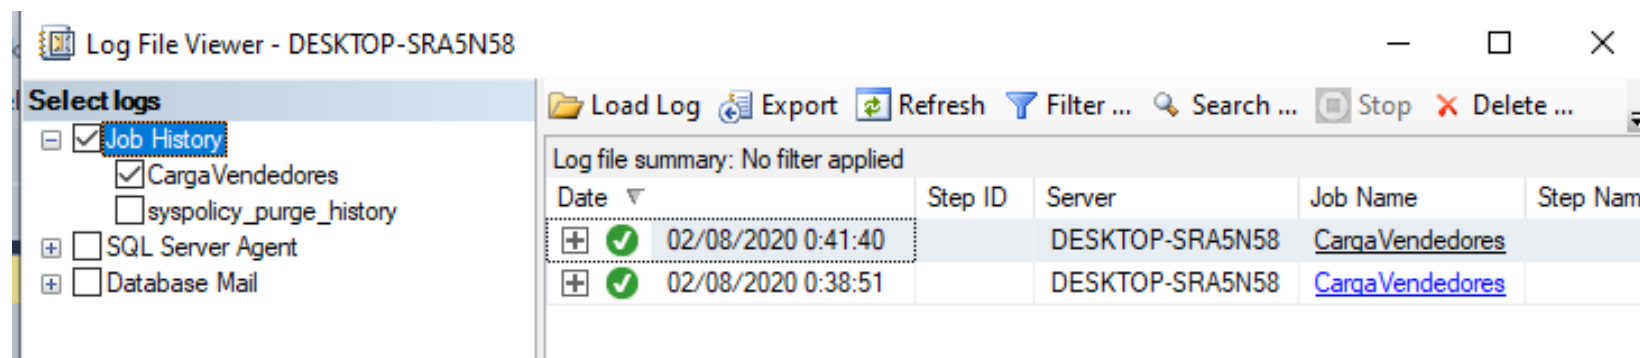 Log File Viewer - DESKTOP-SRA5N58
Select logs
Job History
CargaVendedores
syspolicy_purge_history
SQL Server Agent
Database Mail
Load Log Export Refresh Filter ... Search ... Stop Delete ...
Log file summary: No filter applied
Date Step ID Server Job Name Step Nam
02/08/2020 0:41:40 DESKTOP-SRA5N58 CargaVendedores
02/08/2020 0:38:51 DESKTOP-SRA5N58 CargaVendedores